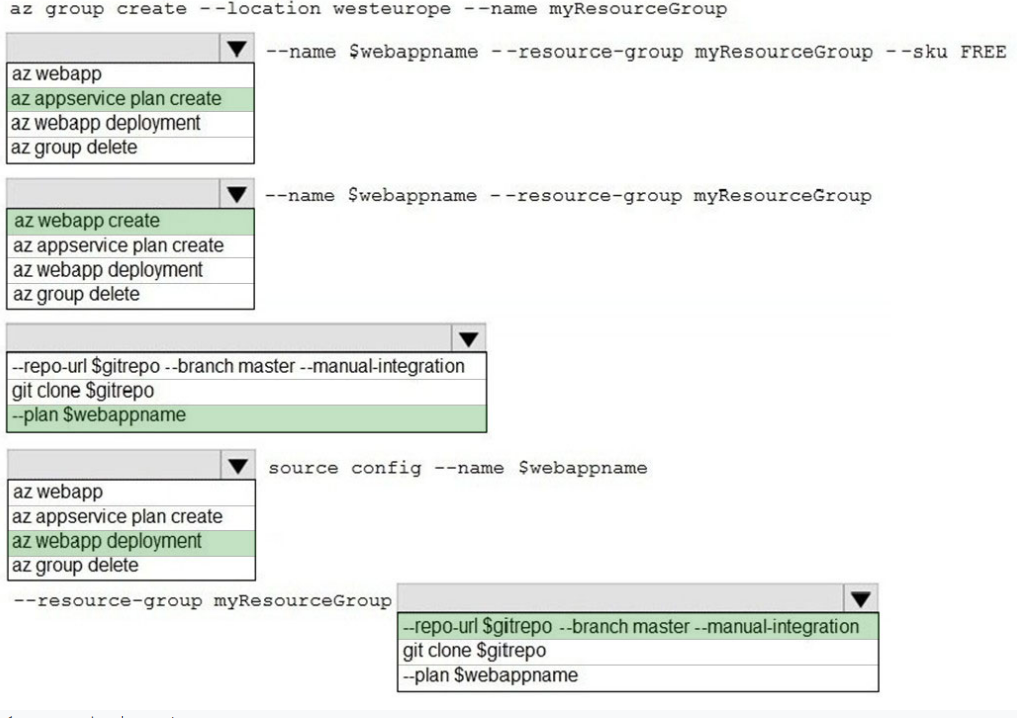 az group create --location westeurope --name myResourceGroup
--name $webappname --resource-group myResourceGroup --sku FREE
az webapp
az appservice plan create
az webapp deployment
az group delete
--name $webappname --resource-group myResourceGroup
az webapp create
az appservice plan create
az webapp deployment
az group delete
--repo-url $gitrepo --branch master --manual-integration
git clone $gitrepo
--plan $webappname
source config --name $webappname
az webapp
az appservice plan create
az webapp deployment
az group delete
--resource-group myResourceGroup
--repo-url $gitrepo --branch master --manual-integration
git clone $gitrepo
--plan $webappname